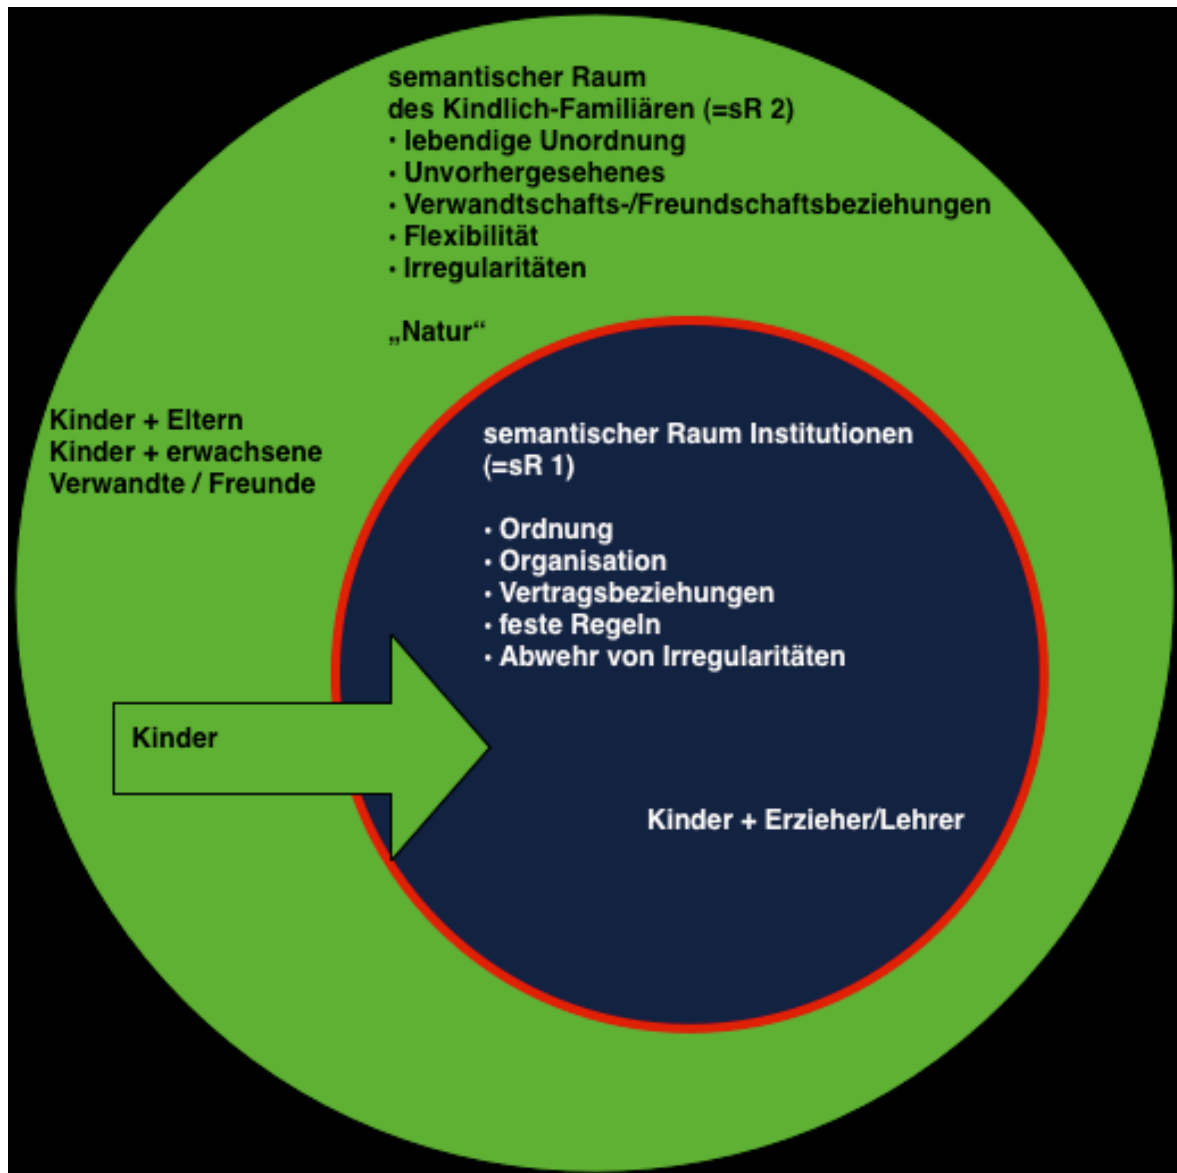 semantischer Raum
des Kindlich-Familiären (=sR 2)
· lebendige Unordnung
· Unvorhergesehenes
· Verwandtschafts-/Freundschaftsbeziehungen
· Flexibilität
· Irregularitäten
„Natur“
Kinder + Eltern
Kinder + erwachsene
Verwandte / Freunde
semantischer Raum Institutionen
(=sR 1)
· Ordnung
· Organisation
· Vertragsbeziehungen
· feste Regeln
· Abwehr von Irregularitäten
Kinder
Kinder + Erzieher/Lehrer